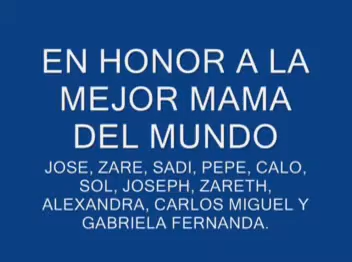 EN HONOR A LA
MEJOR MAMA
DEL MUNDO
JOSE, ZARE, SADI, PEPE, CALO,
SOL, JOSEPH, ZARETH,
ALEXANDRA, CARLOS MIGUEL Y
GABRIELA FERNANDA.